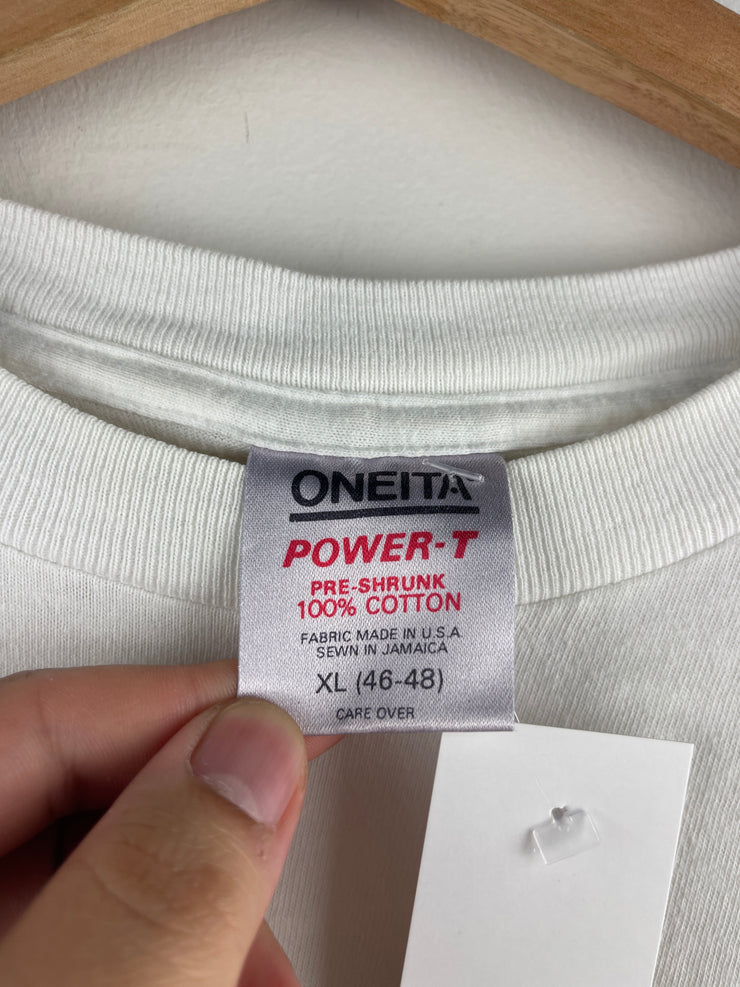 ONEITA
POWER-T
PRE-SHRUNK
100% COTTON
FABRIC MADE IN U.S.A.
SEWN IN JAMAICA
XL (46-48)
CARE OVER